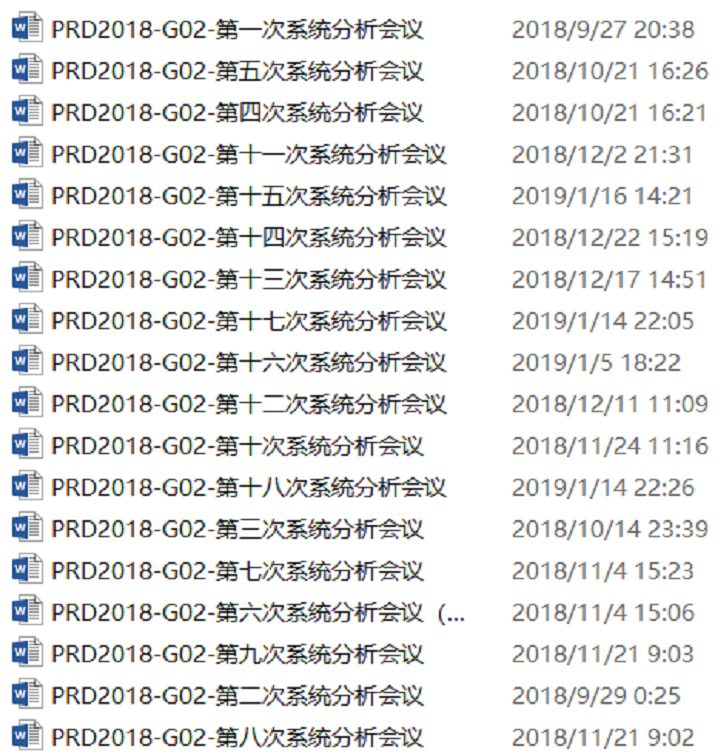 PRD2018-G02-第一次系统分析会议 2018/9/27 20:38
PRD2018-G02-第五次系统分析会议 2018/10/21 16:26
PRD2018-G02-第四次系统分析会议 2018/10/21 16:21
PRD2018-G02-第十一次系统分析会议 2018/12/2 21:31
PRD2018-G02-第十五次系统分析会议 2019/1/16 14:21
PRD2018-G02-第十四次系统分析会议 2018/12/22 15:19
PRD2018-G02-第十三次系统分析会议 2018/12/17 14:51
PRD2018-G02-第十七次系统分析会议 2019/1/14 22:05
PRD2018-G02-第十六次系统分析会议 2019/1/5 18:22
PRD2018-G02-第十二次系统分析会议 2018/12/11 11:09
PRD2018-G02-第十次系统分析会议 2018/11/24 11:16
PRD2018-G02-第十八次系统分析会议 2019/1/14 22:26
PRD2018-G02-第三次系统分析会议 2018/10/14 23:39
PRD2018-G02-第七次系统分析会议 2018/11/4 15:23
PRD2018-G02-第六次系统分析会议（... 2018/11/4 15:06
PRD2018-G02-第九次系统分析会议 2018/11/21 9:03
PRD2018-G02-第二次系统分析会议 2018/9/29 0:25
PRD2018-G02-第八次系统分析会议 2018/11/21 9:02